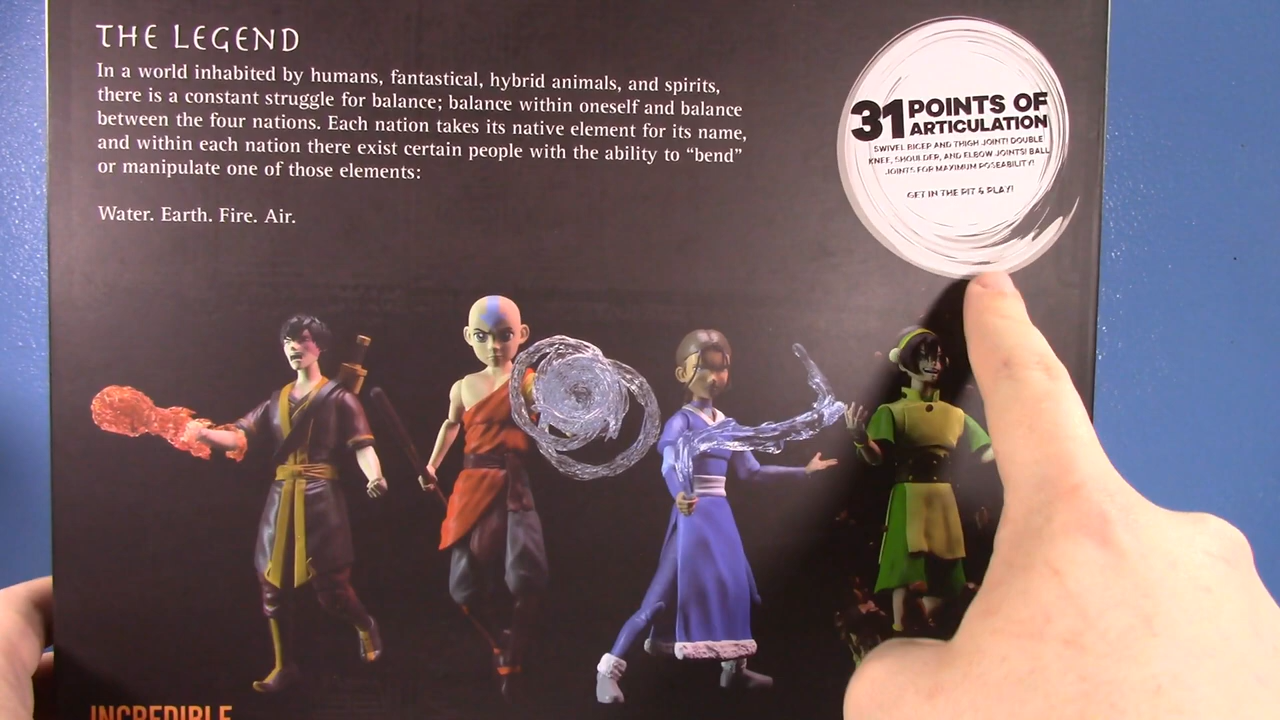 THE LEGEND
In a world inhabited by humans, fantastical, hybrid animals, and spirits,
there is a constant struggle for balance; balance within oneself and balance
between the four nations. Each nation takes its native element for its name,
and within each nation there exist certain people with the ability to “bend”
or manipulate one of those elements:
Water. Earth. Fire. Air.
31 POINTS OF
ARTICULATION
SWIVEL BICEP AND THIGH JOINT! DOUBLE
KNEE, SHOULDER, AND ELBOW JOINTS! BALL
JOINTS FOR MAXIMUM POSEABILITY!
GET IN THE PIT & PLAY!
INCREDIBLE